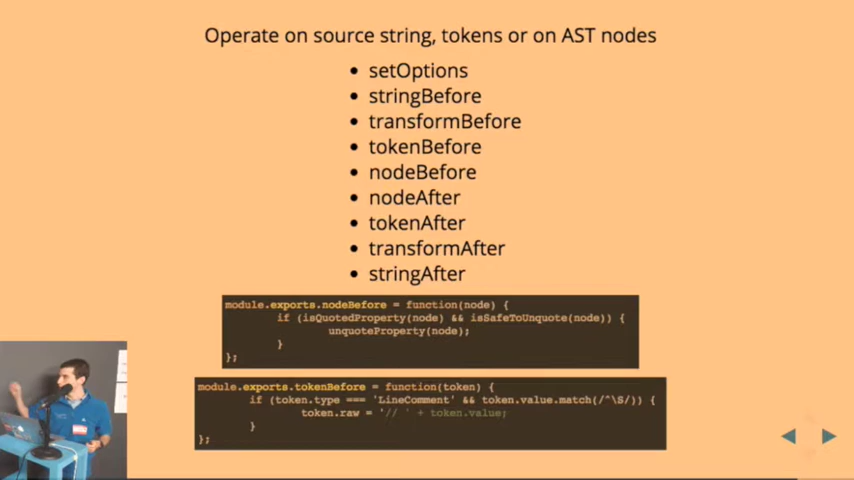 Operate on source string, tokens or on AST nodes
setOptions
stringBefore
transformBefore
tokenBefore
nodeBefore
nodeAfter
tokenAfter
transformAfter
stringAfter
module.exports.nodeBefore = function(node) {
if (isQuotedProperty(node) && isSafeToUnquote(node)) {
unquoteProperty(node);
}
};
module.exports.tokenBefore = function(token) {
if (token.type === 'LineComment' && token.value.match(/^\S/)) {
token.raw = '// ' + token.value;
}
};